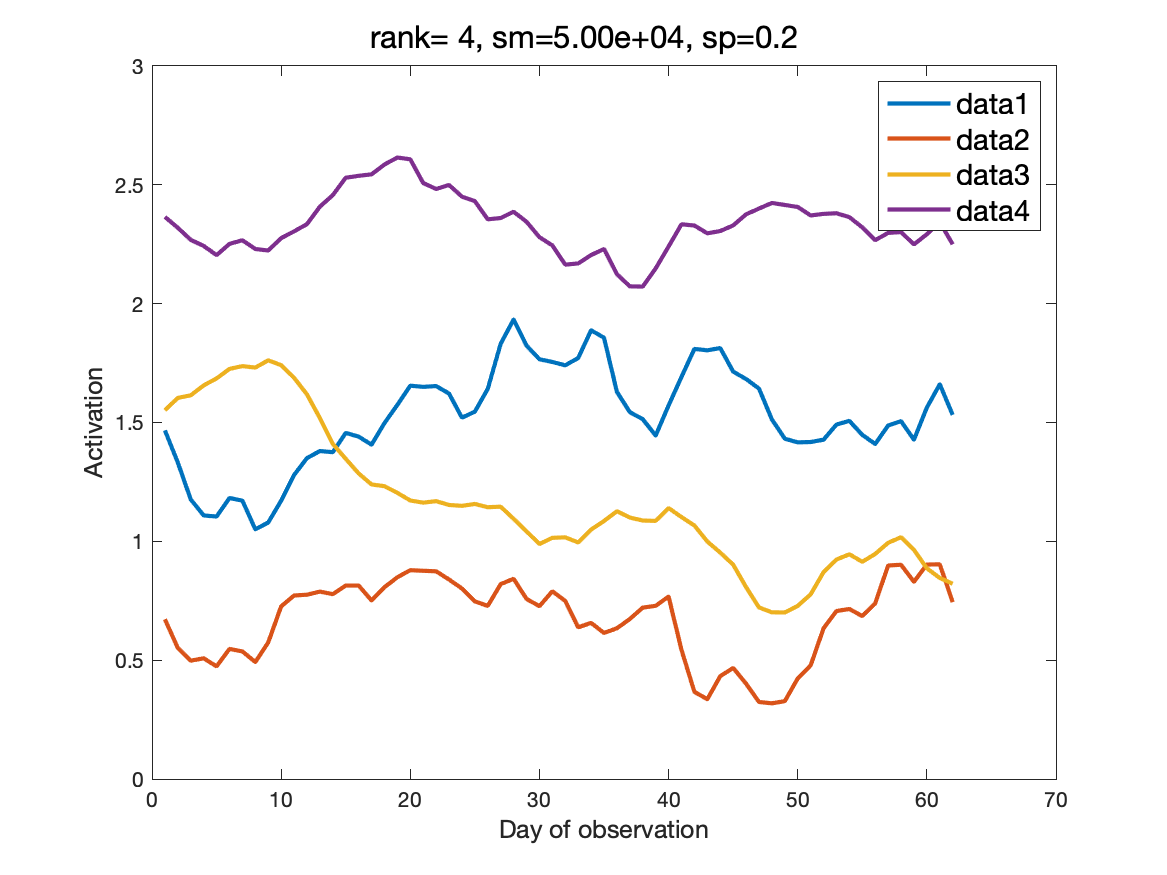 rank= 4, sm=5.00e+04, sp=0.2
3
2.5
2
1.5
1
0.5
0
Activation
data1
data2
data3
data4
0 10 20 30 40 50 60 70
Day of observation